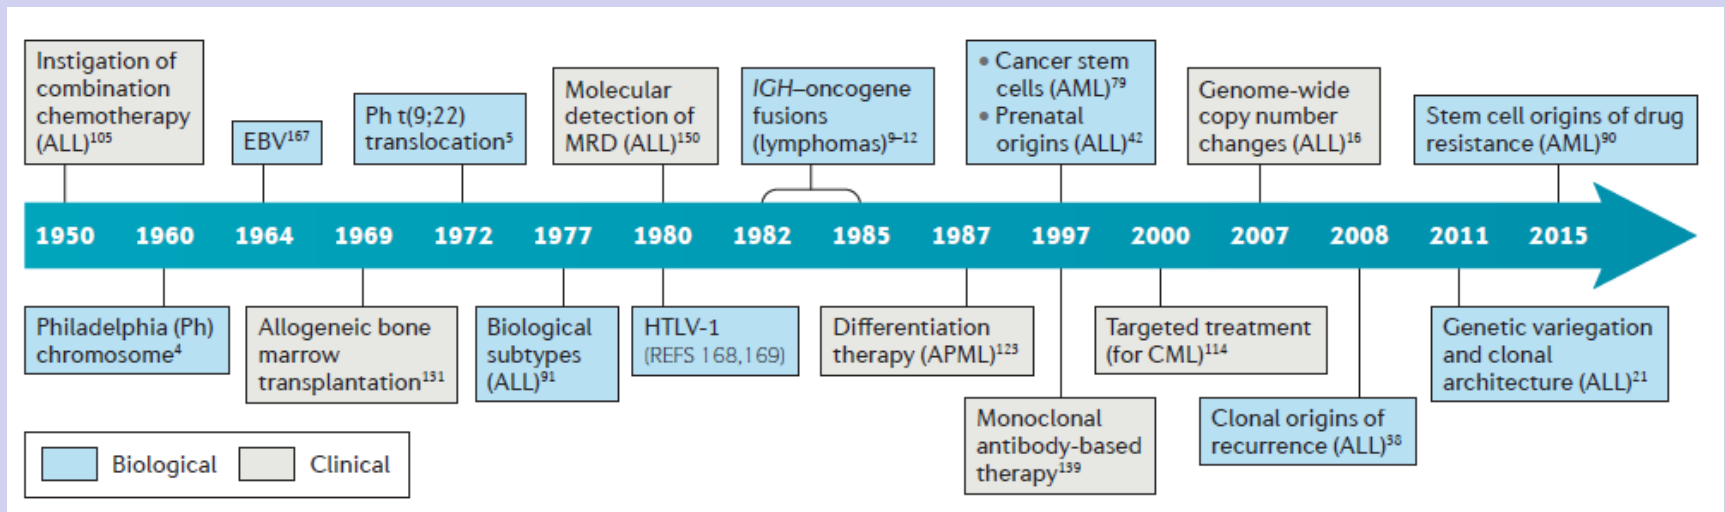 Instigation of
combination
chemotherapy
(ALL)105
EBV167
Ph t(9;22)
translocation5
Molecular
detection of
MRD (ALL)150
IGH–oncogene
fusions
(lymphomas)9–12
• Cancer stem
cells (AML)79
• Prenatal
origins (ALL)42
Genome-wide
copy number
changes (ALL)16
Stem cell origins of drug
resistance (AML)90
1950 1960 1964 1969 1972 1977 1980 1982 1985 1987 1997 2000 2007 2008 2011 2015
Philadelphia (Ph)
chromosome4
Allogeneic bone
marrow
transplantation131
Biological
subtypes
(ALL)91
HTLV-1
(REFS 168,169)
Differentiation
therapy (APML)123
Monoclonal
antibody-based
therapy139
Targeted treatment
(for CML)114
Clonal origins of
recurrence (ALL)38
Genetic variegation
and clonal
architecture (ALL)21
Biological
Clinical